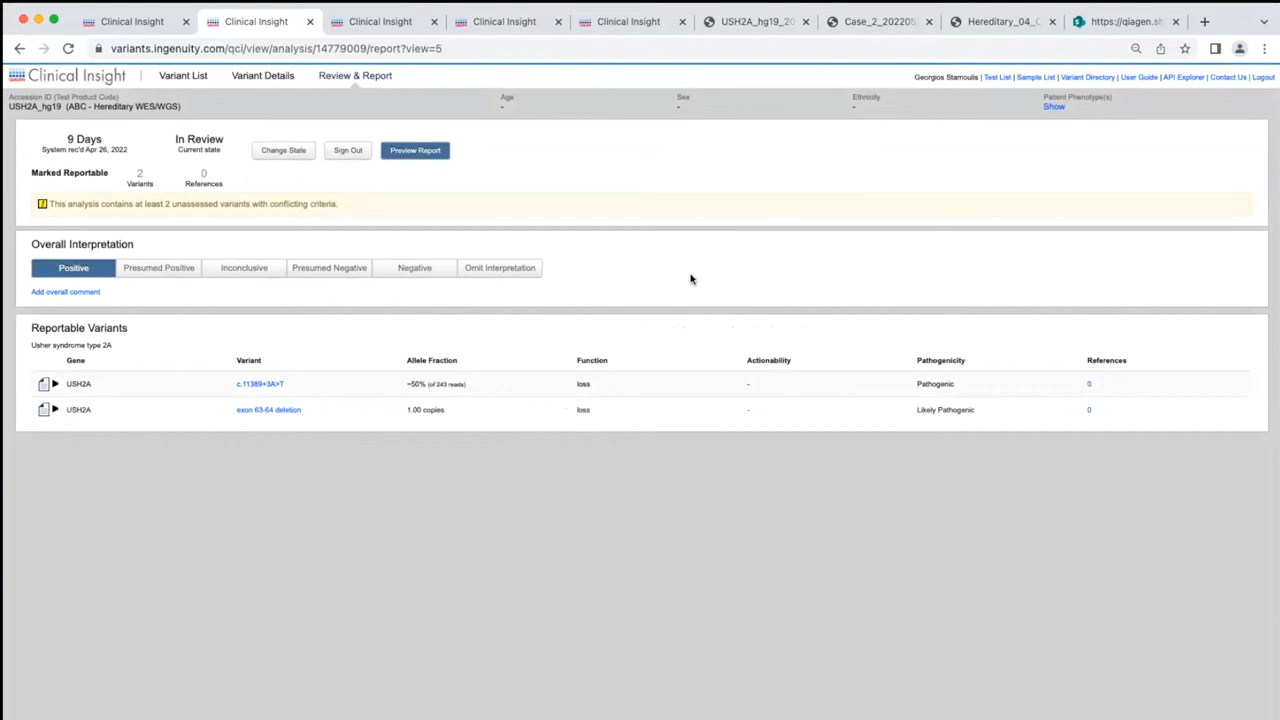 Clinical Insight
Clinical Insight
Clinical Insight
Clinical Insight
Clinical Insight
USH2A_hg19_20
Case_2_202205
Hereditary_04_C
https://qiagen.sh
variants.ingenuity.com/qci/view/analysis/14779009/report?view=5
Clinical Insight | Variant List Variant Details Review & Report
Georgios Stamoulis | Test List | Sample List | Variant Directory | User Guide | API Explorer | Contact Us | Logout
Accession ID (Test Product Code) Age Sex Ethnicity Patient Phenotype(s)
USH2A_hg19 (ABC - Hereditary WES/WGS) - - - Show
9 Days In Review
System rec'd Apr 26, 2022 Current state
Change State Sign Out Preview Report
Marked Reportable 2 0
Variants References
This analysis contains at least 2 unassessed variants with conflicting criteria.
Overall Interpretation
Positive Presumed Positive Inconclusive Presumed Negative Negative Omit Interpretation
Add overall comment
Reportable Variants
Usher syndrome type 2A
Gene Variant Allele Fraction Function Actionability Pathogenicity References
USH2A c.11389+3A>T ~50% (of 243 reads) loss - Pathogenic 0
USH2A exon 63-64 deletion 1.00 copies loss - Likely Pathogenic 0